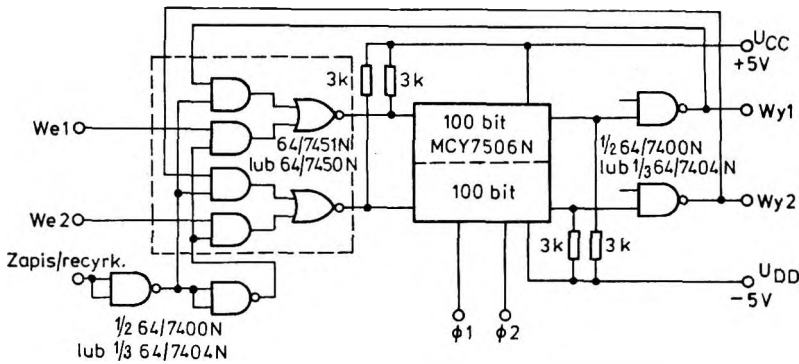 UCC
+5V
3k
3k
We1
64/7451N
lub 64/7450N
100 bit
MCY7506N
100 bit
1/2 64/7400N
lub 1/3 64/7404N
Wy1
We2
Wy2
3k
3k
Zapis/recyrk.
UDD
-5V
ϕ1
ϕ2
1/2 64/7400N
lub 1/3 64/7404N